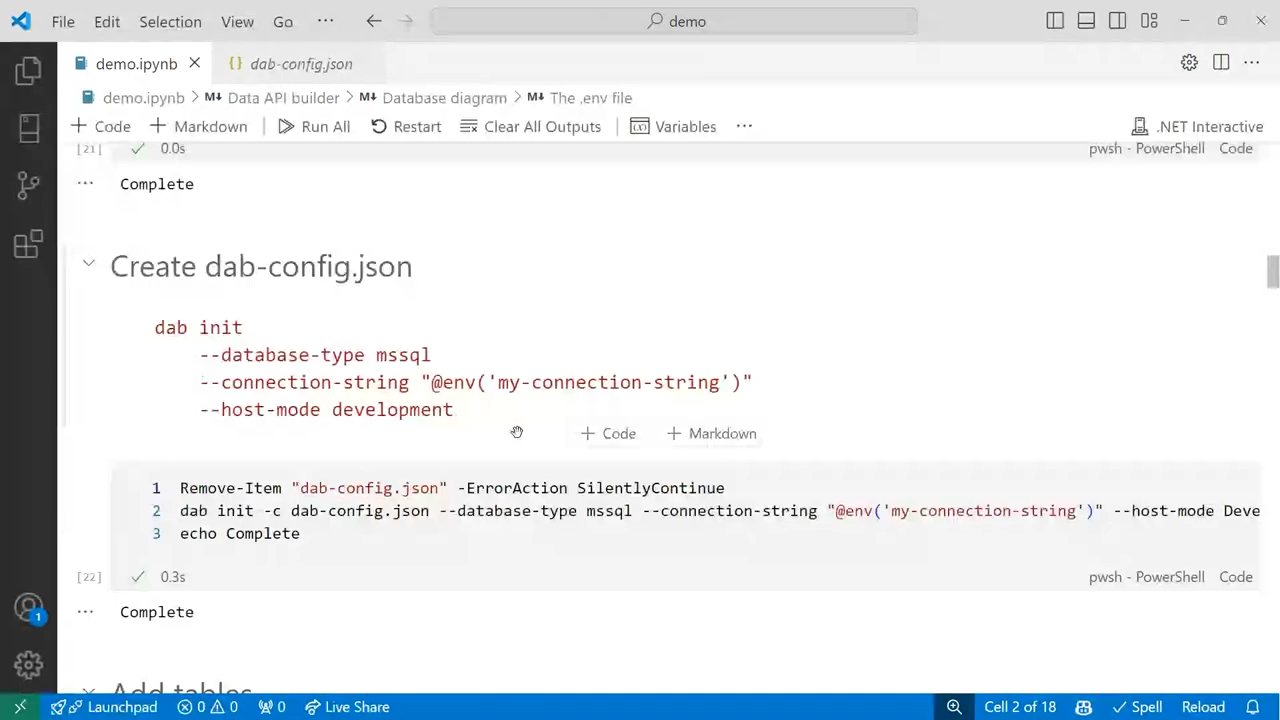 File Edit Selection View Go ··· demo
demo.ipynb dab-config.json
demo.ipynb > Data API builder > Database diagram > The .env file
Code Markdown Run All Restart Clear All Outputs Variables ··· .NET Interactive
[21] 0.0s pwsh - PowerShell Code
··· Complete
Create dab-config.json
dab init
--database-type mssql
--connection-string "@env('my-connection-string')"
--host-mode development
Code Markdown
1 Remove-Item "dab-config.json" -ErrorAction SilentlyContinue
2 dab init -c dab-config.json --database-type mssql --connection-string "@env('my-connection-string')" --host-mode Deve
3 echo Complete
[22] 0.3s pwsh - PowerShell Code
··· Complete
Add tables
1
Launchpad 0 0 0 Live Share Cell 2 of 18 Spell Reload